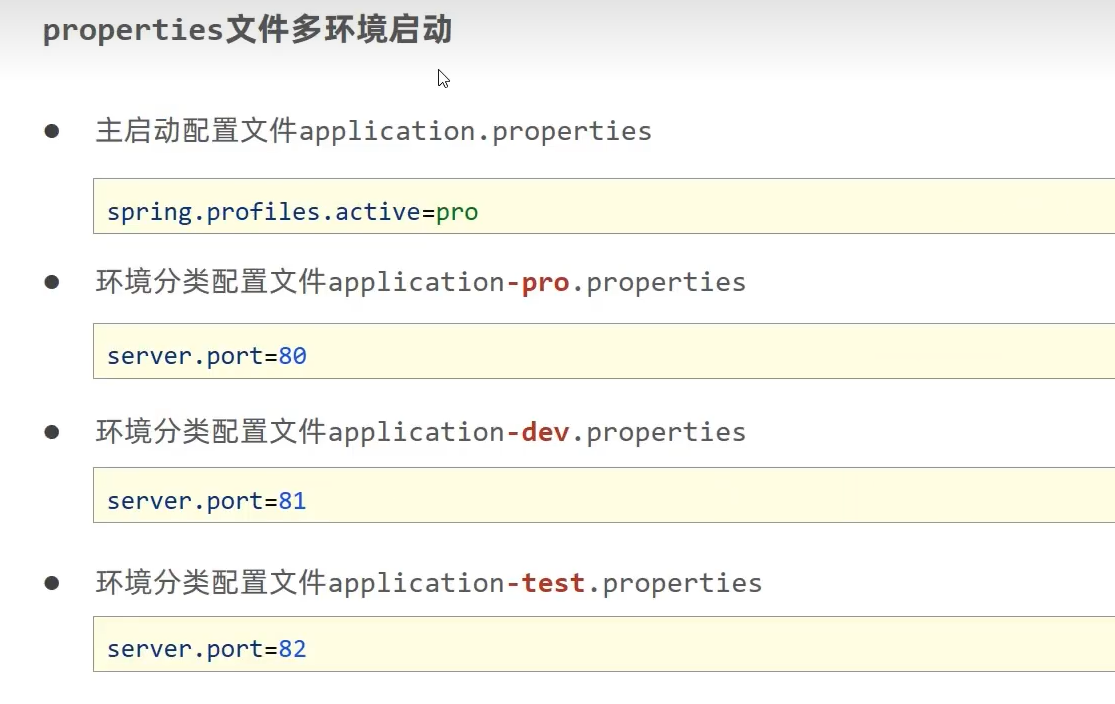 properties文件多环境启动
主启动配置文件application.properties
spring.profiles.active=pro
环境分类配置文件application-pro.properties
server.port=80
环境分类配置文件application-dev.properties
server.port=81
环境分类配置文件application-test.properties
server.port=82